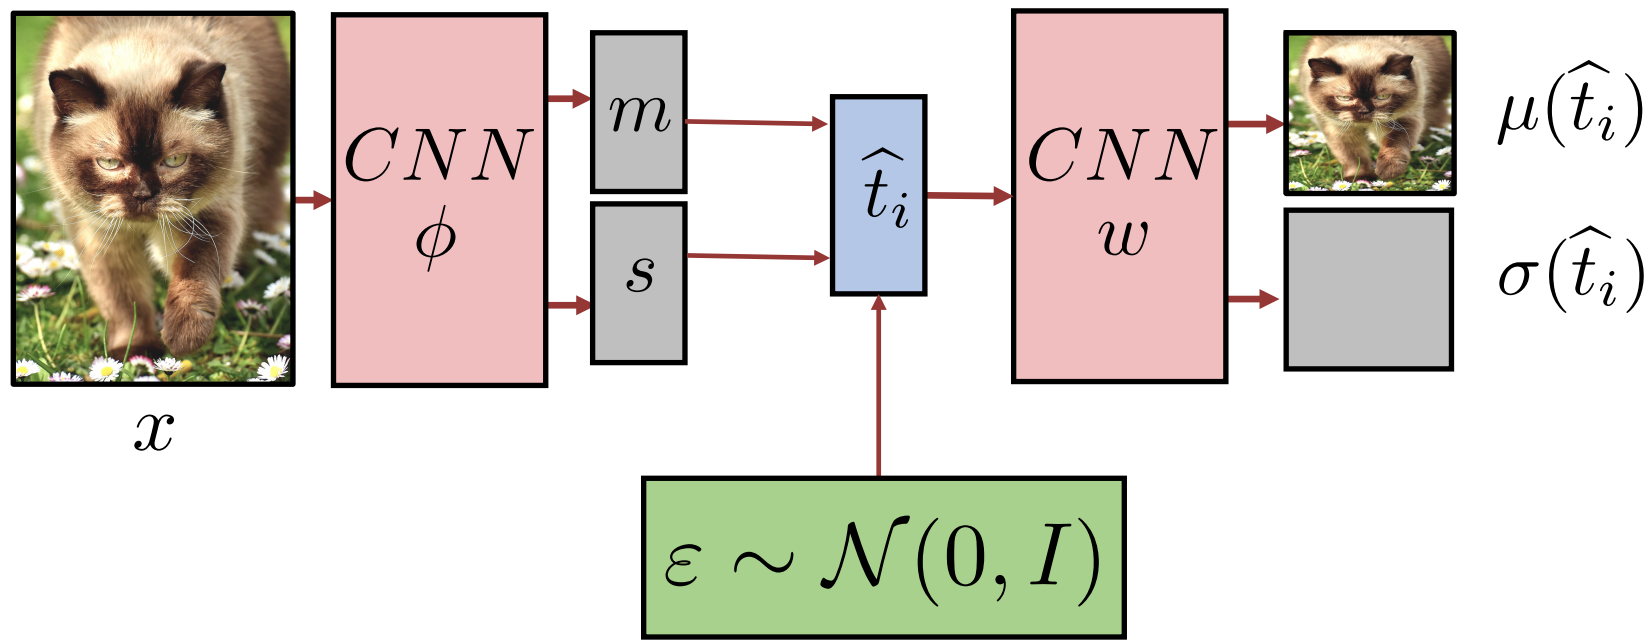 x
CNN
ϕ
m
s
t̂ᵢ
ε ∼ 𝒩(0, I)
CNN
w
μ(t̂ᵢ)
σ(t̂ᵢ)